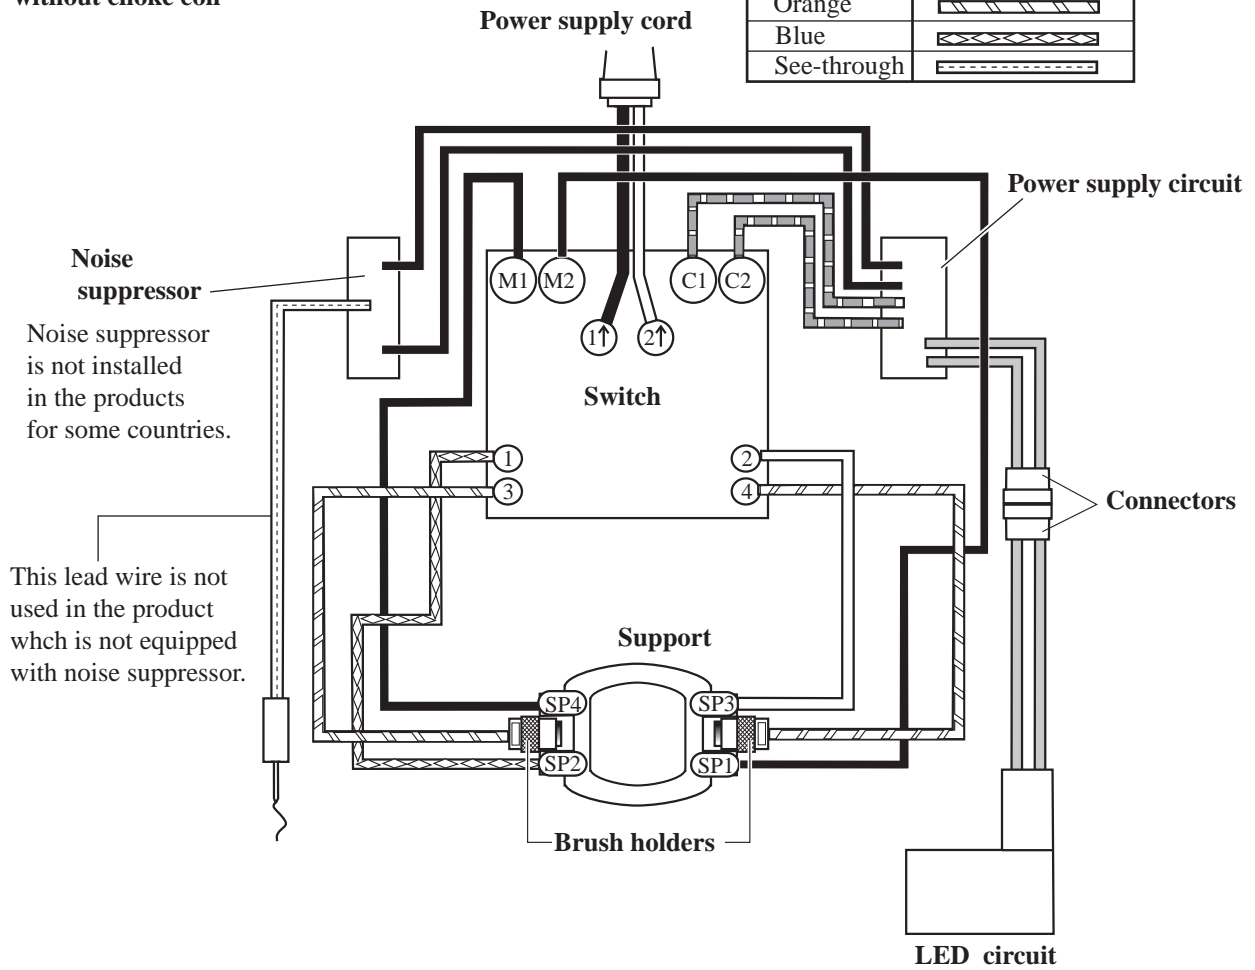 without choke coil
Power supply cord
Orange
Blue
See-through
Power supply circuit
Noise
suppressor
Noise suppressor
is not installed
in the products
for some countries.
M1
M2
C1
C2
1↑
2↑
Switch
1
2
3
4
Connectors
This lead wire is not
used in the product
whch is not equipped
with noise suppressor.
Support
SP4
SP3
SP2
SP1
Brush holders
LED circuit